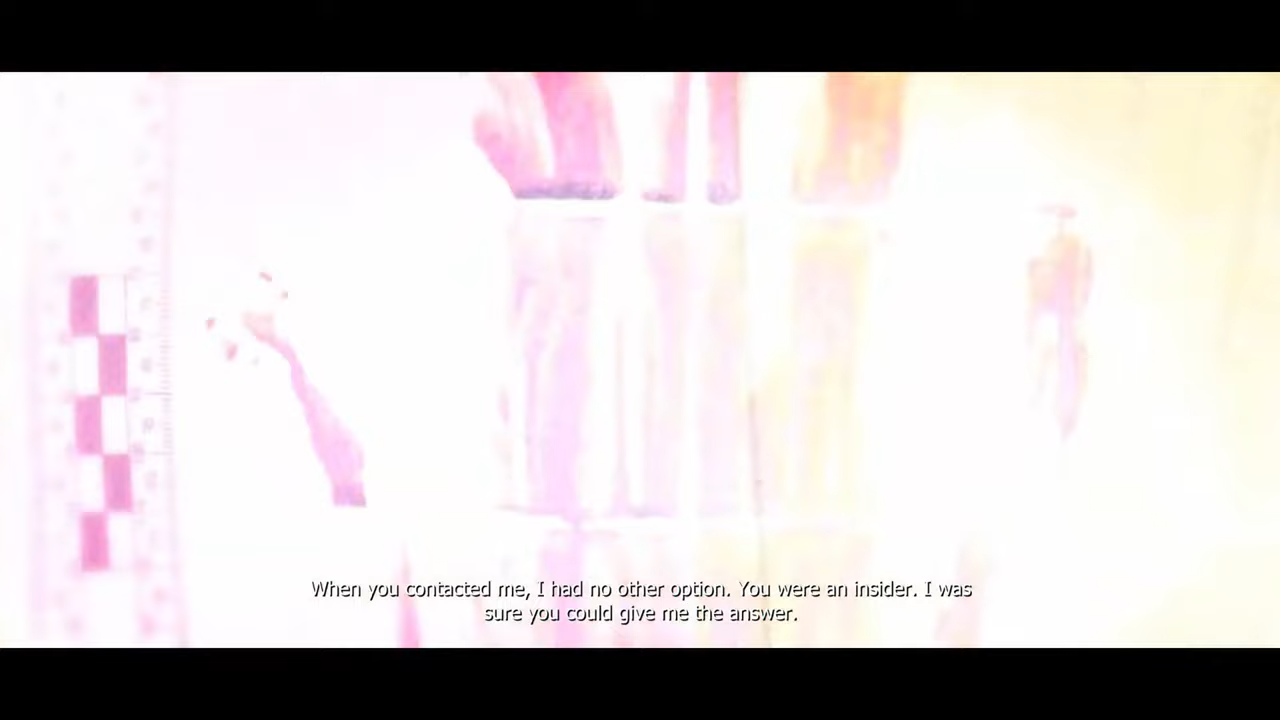 When you contacted me, I had no other option. You were an insider. I was
sure you could give me the answer.